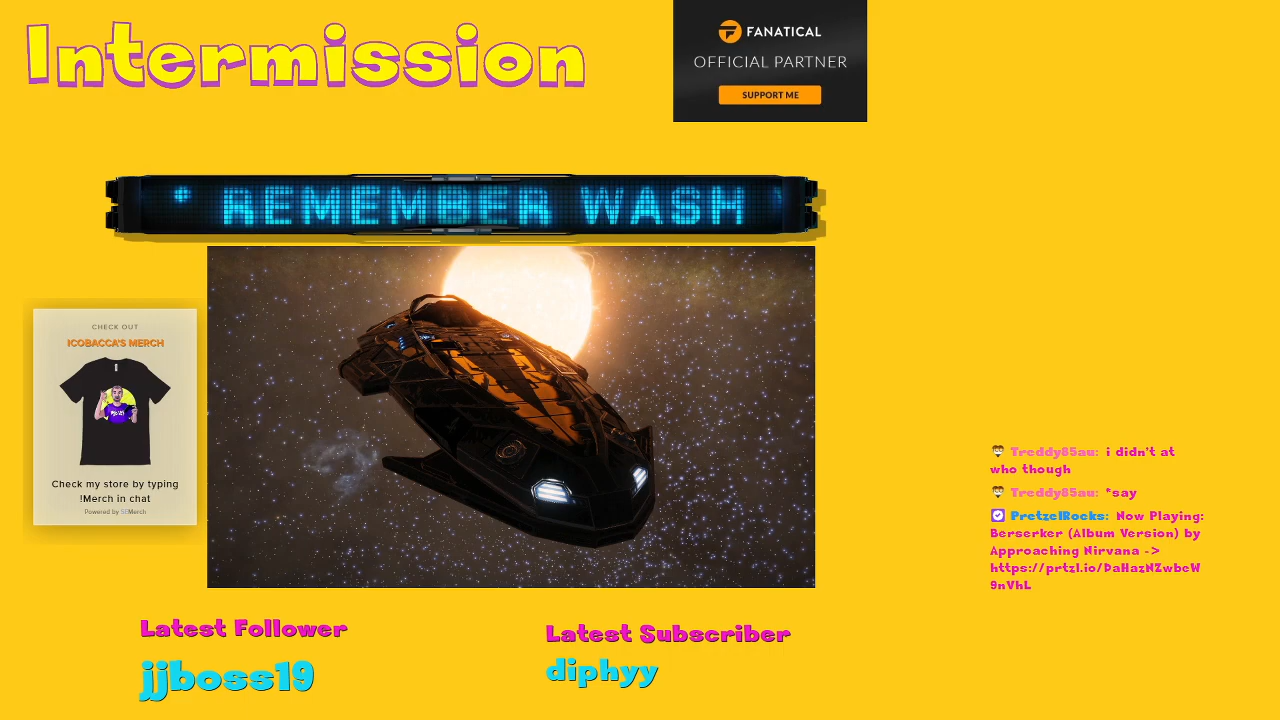 Intermission
FANATICAL
OFFICIAL PARTNER
SUPPORT ME
* REMEMBER WASH
CHECK OUT
ICOBACCA'S MERCH
Check my store by typing
!Merch in chat
Powered by SEMerch
Treddy85au: i didn't at
who though
Treddy85au: *say
PretzelRocks: Now Playing:
Berserker (Album Version) by
Approaching Nirvana ->
https://prtzl.io/DaHazNZwbeW
9nVhL
Latest Follower
jjboss19
Latest Subscriber
diphyy